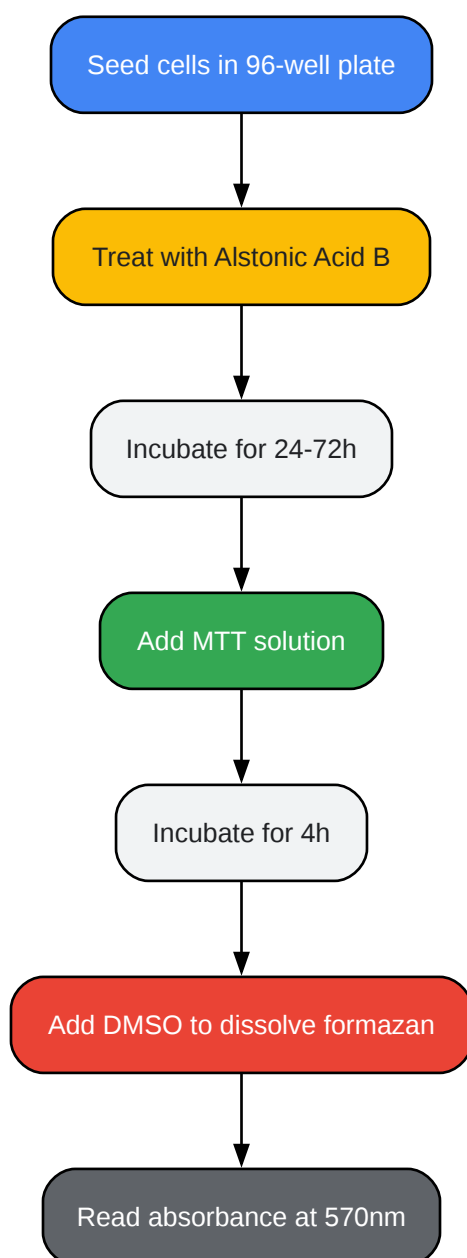 Seed cells in 96-well plate
Treat with Alstonic Acid B
Incubate for 24-72h
Add MTT solution
Incubate for 4h
Add DMSO to dissolve formazan
Read absorbance at 570nm